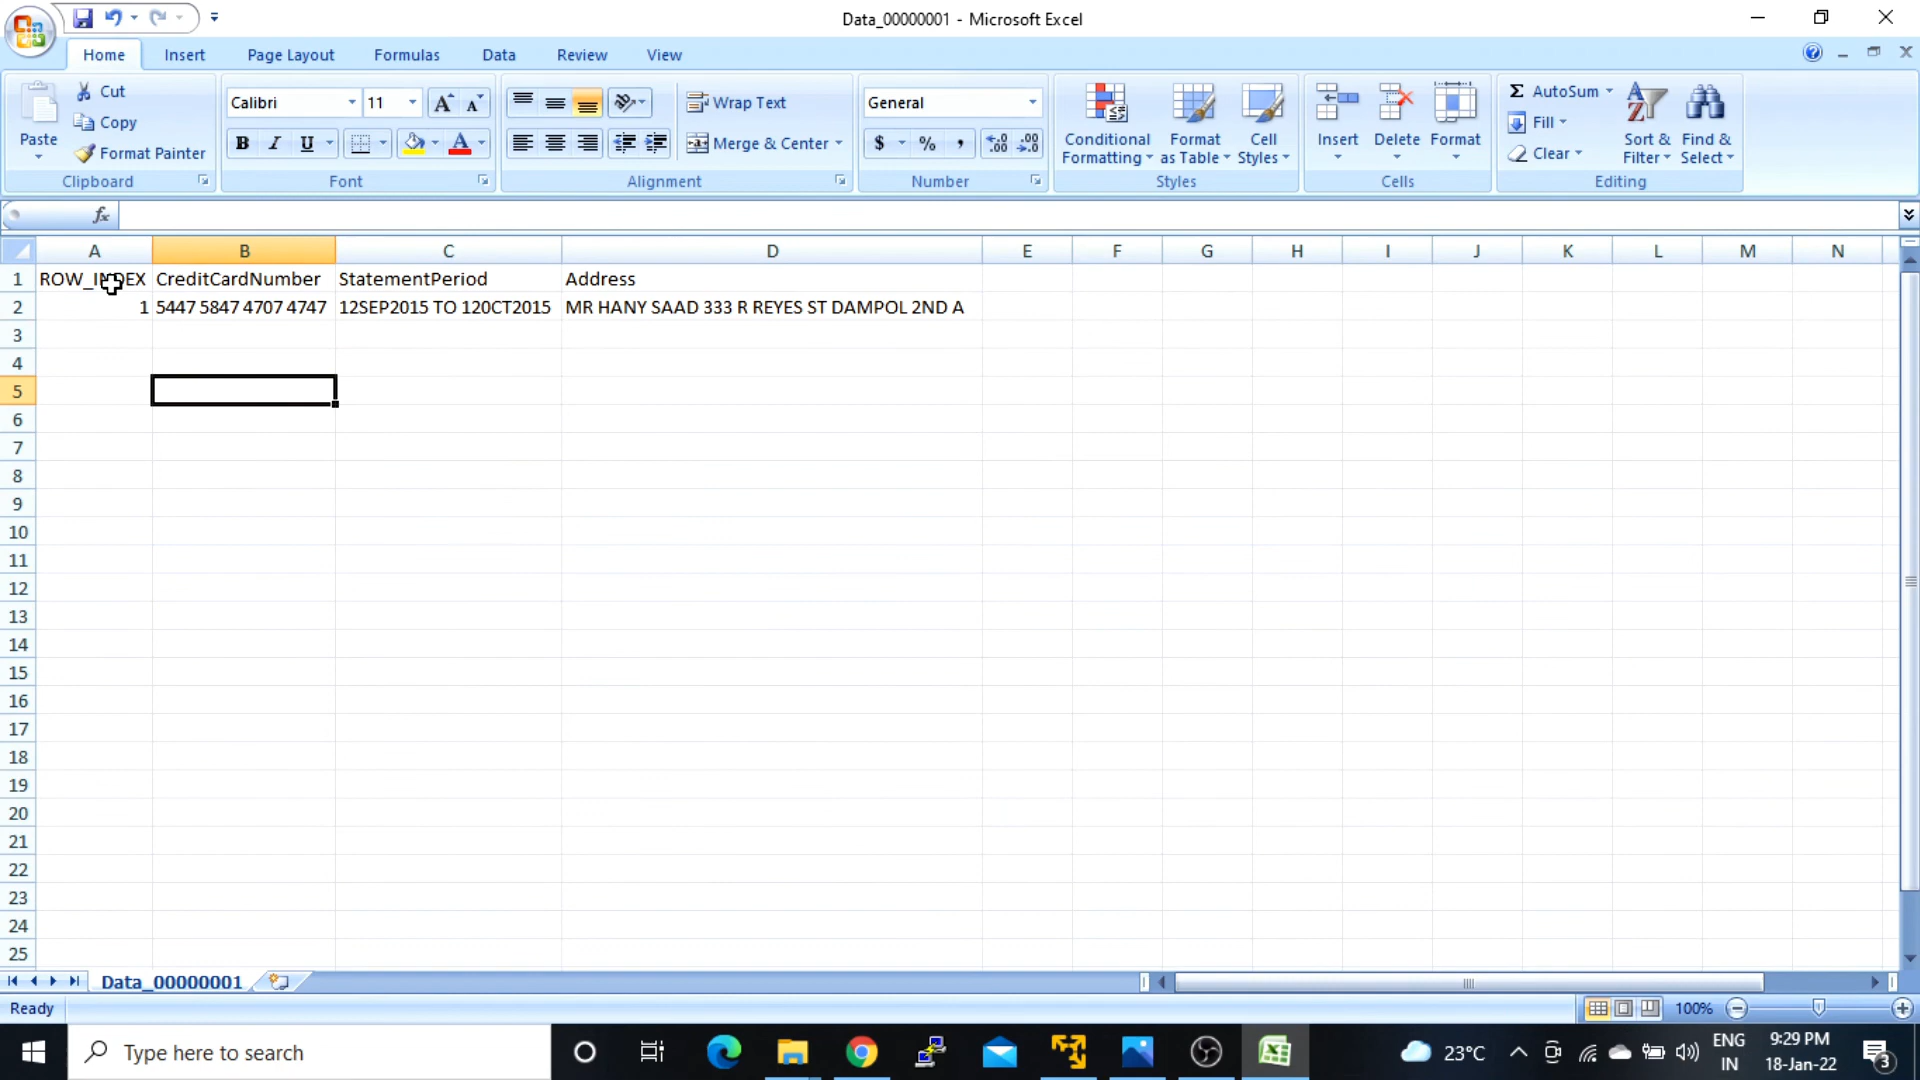 Data_00000001 - Microsoft Excel
Home Insert Page Layout Formulas Data Review View
Paste
Cut
Copy
Format Painter
Clipboard
Calibri 11
B I U
Font
Wrap Text
Merge & Center
Alignment
General
$ % ,
Number
Conditional Formatting
Format as Table
Cell Styles
Styles
Insert Delete Format
Cells
Σ AutoSum
Fill
Clear
Sort & Filter
Find & Select
Editing
fx
A B C D E F G H I J K L M N
1 ROW_INDEX CreditCardNumber StatementPeriod Address
2 1 5447 5847 4707 4747 12SEP2015 TO 12OOCT2015 MR HANY SAAD 333 R REYES ST DAMPOL 2ND A
3
4
5
6
7
8
9
10
11
12
13
14
15
16
17
18
19
20
21
22
23
24
25
Data_00000001
Ready 100%
Type here to search
23°C ENG IN 9:29 PM 18-Jan-22 3